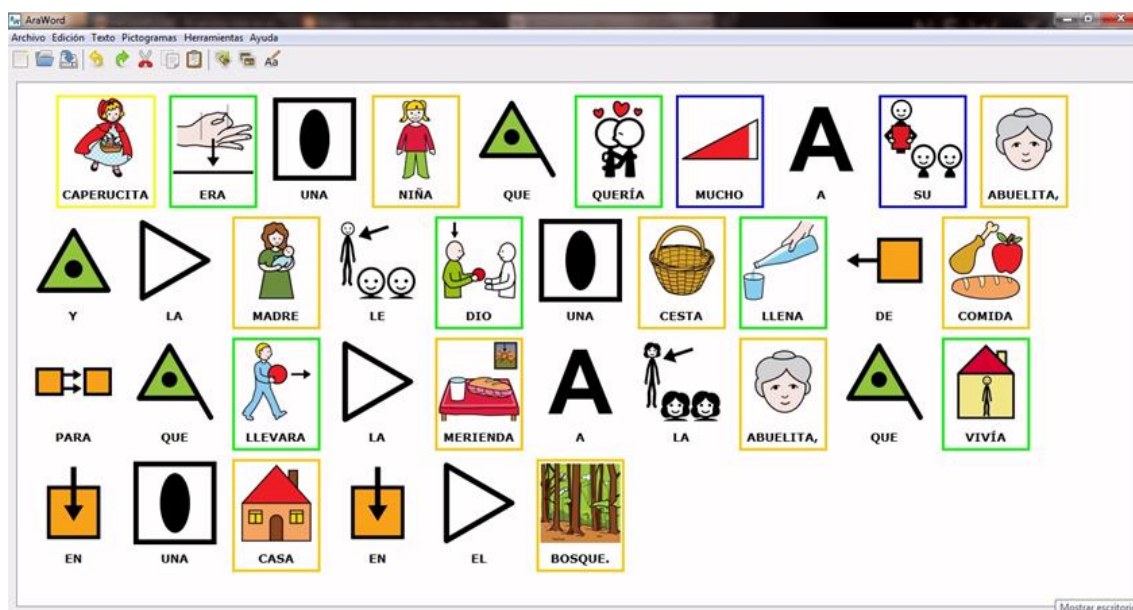 AraWord
Archivo Edición Texto Pictogramas Herramientas Ayuda
CAPERUCITA ERA UNA NIÑA QUE QUERÍA MUCHO A SU ABUELITA,
Y LA MADRE LE DIO UNA CESTA LLENA DE COMIDA
PARA QUE LLEVARA LA MERIENDA A LA ABUELITA, QUE VIVÍA
EN UNA CASA EN EL BOSQUE.
Mostrar escritorio